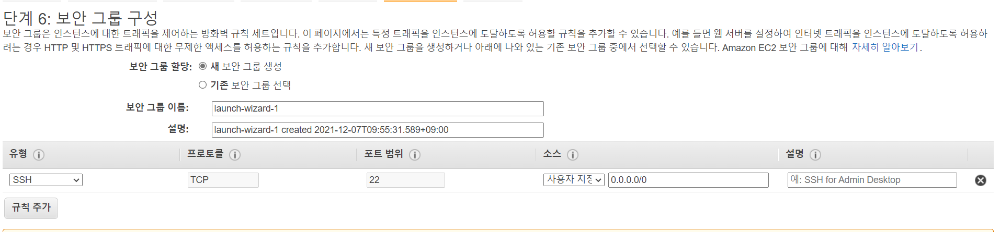 단계 6: 보안 그룹 구성
보안 그룹은 인스턴스에 대한 트래픽을 제어하는 방화벽 규칙 세트입니다. 이 페이지에서는 특정 트래픽을 인스턴스에 도달하도록 허용할 규칙을 추가할 수 있습니다. 예를 들면 웹 서버를 설정하여 인터넷 트래픽을 인스턴스에 도달하도록 허용하
려는 경우 HTTP 및 HTTPS 트래픽에 대한 무제한 액세스를 허용하는 규칙을 추가합니다. 새 보안 그룹을 생성하거나 아래에 나와 있는 기존 보안 그룹 중에서 선택할 수 있습니다. Amazon EC2 보안 그룹에 대해 자세히 알아보기.
보안 그룹 할당: 새 보안 그룹 생성
기존 보안 그룹 선택
보안 그룹 이름: launch-wizard-1
설명: launch-wizard-1 created 2021-12-07T09:55:31.589+09:00
유형 프로토콜 포트 범위 소스 설명
SSH TCP 22 사용자 지정 0.0.0.0/0 예: SSH for Admin Desktop
규칙 추가